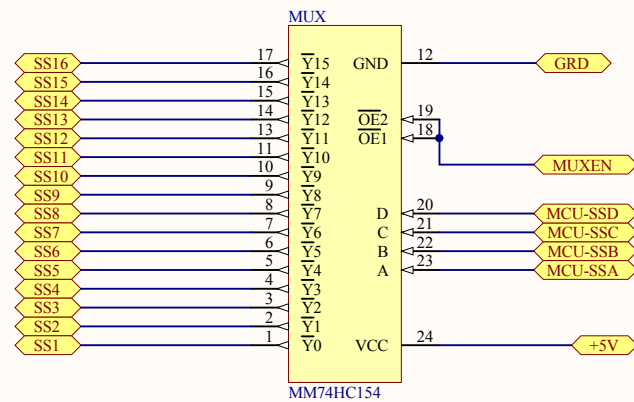 MUX
SS16 17 Y15 GND 12 GRD
SS15 16 Y14
SS14 15 Y13
SS13 14 Y12 OE2 19
SS12 13 Y11 OE1 18
SS11 11 Y10 MUXEN
SS10 10 Y9
SS9 9 Y8
SS8 8 Y7 D 20 MCU-SSD
SS7 7 Y6 C 21 MCU-SSC
SS6 6 Y5 B 22 MCU-SSB
SS5 5 Y4 A 23 MCU-SSA
SS4 4 Y3
SS3 3 Y2
SS2 2 Y1
SS1 1 Y0 VCC 24 +5V
MM74HC154